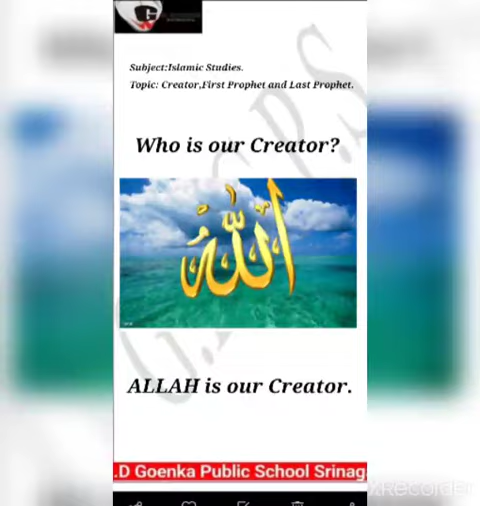 Subject:Islamic Studies.
Topic: Creator,First Prophet and Last Prophet.
Who is our Creator?
الله
ALLAH is our Creator.
.D Goenka Public School Srinag
XRecorder